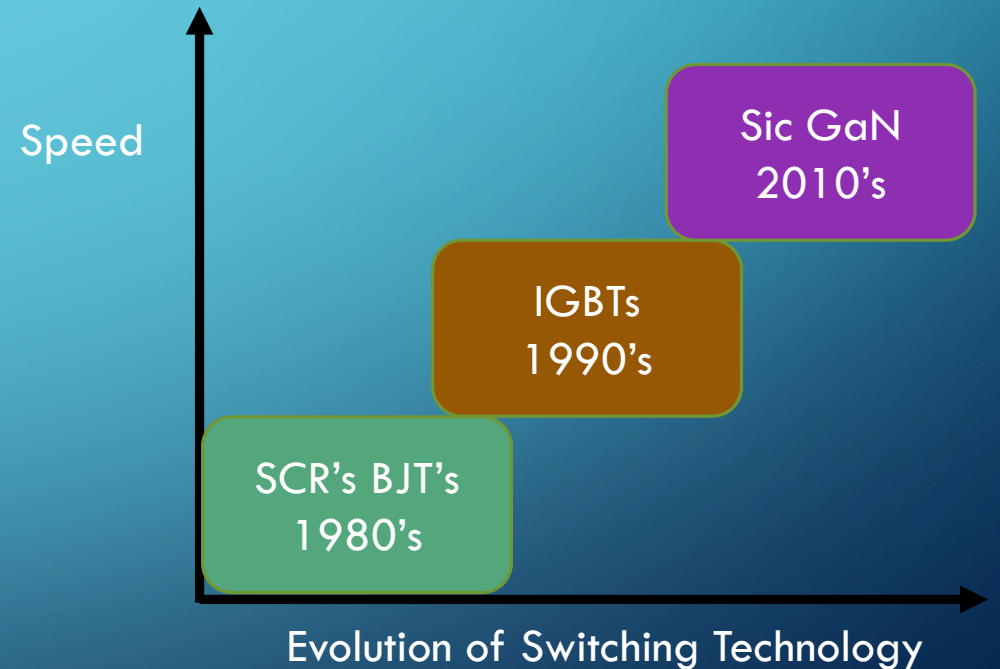 Speed
Sic GaN
2010's
IGBTs
1990's
SCR's BJT's
1980's
Evolution of Switching Technology